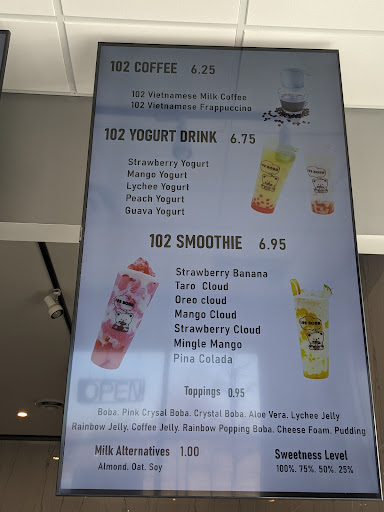 102 COFFEE 6.25
102 Vietnamese Milk Coffee
102 Vietnamese Frappuccino
102 YOGURT DRINK 6.75
Strawberry Yogurt
Mango Yogurt
Lychee Yogurt
Peach Yogurt
Guava Yogurt
102 SMOOTHIE 6.95
Strawberry Banana
Taro Cloud
Oreo cloud
Mango Cloud
Strawberry Cloud
Mingle Mango
Pina Colada
OPEN
Toppings 0.95
Boba. Pink Crysal Boba. Crystal Boba. Aloe Vera. Lychee Jelly
Rainbow Jelly. Coffee Jelly. Rainbow Popping Boba. Cheese Foam. Pudding
Milk Alternatives 1.00
Almond. Oat. Soy
Sweetness Level
100%. 75%. 50%. 25%